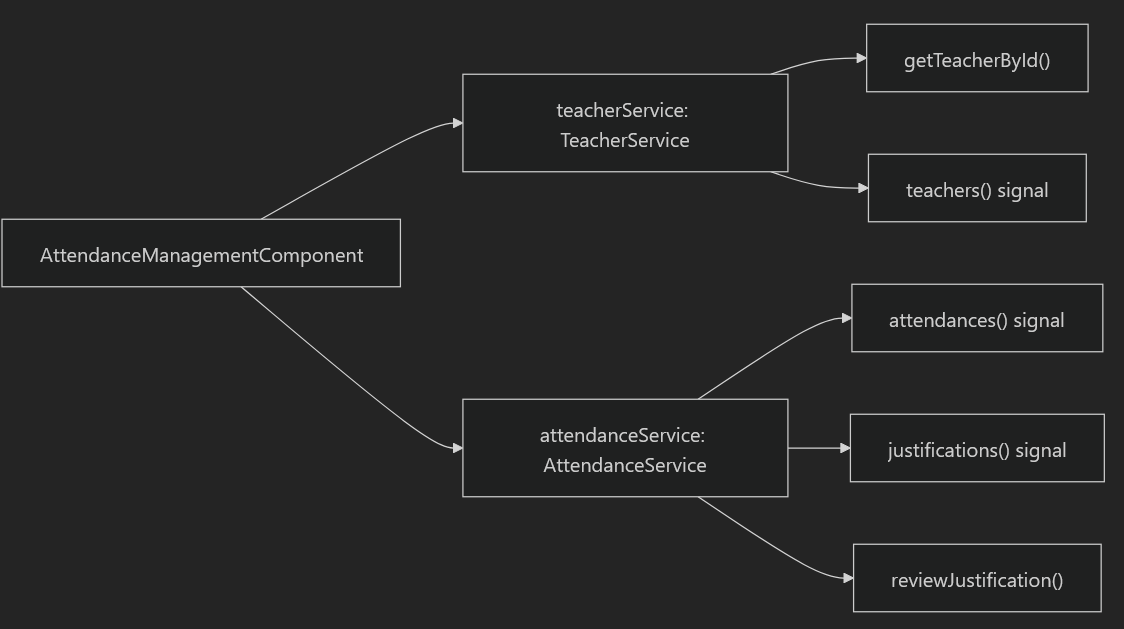 AttendanceManagementComponent
teacherService:
TeacherService
getTeacherById()
teachers() signal
attendanceService:
AttendanceService
attendances() signal
justifications() signal
reviewJustification()